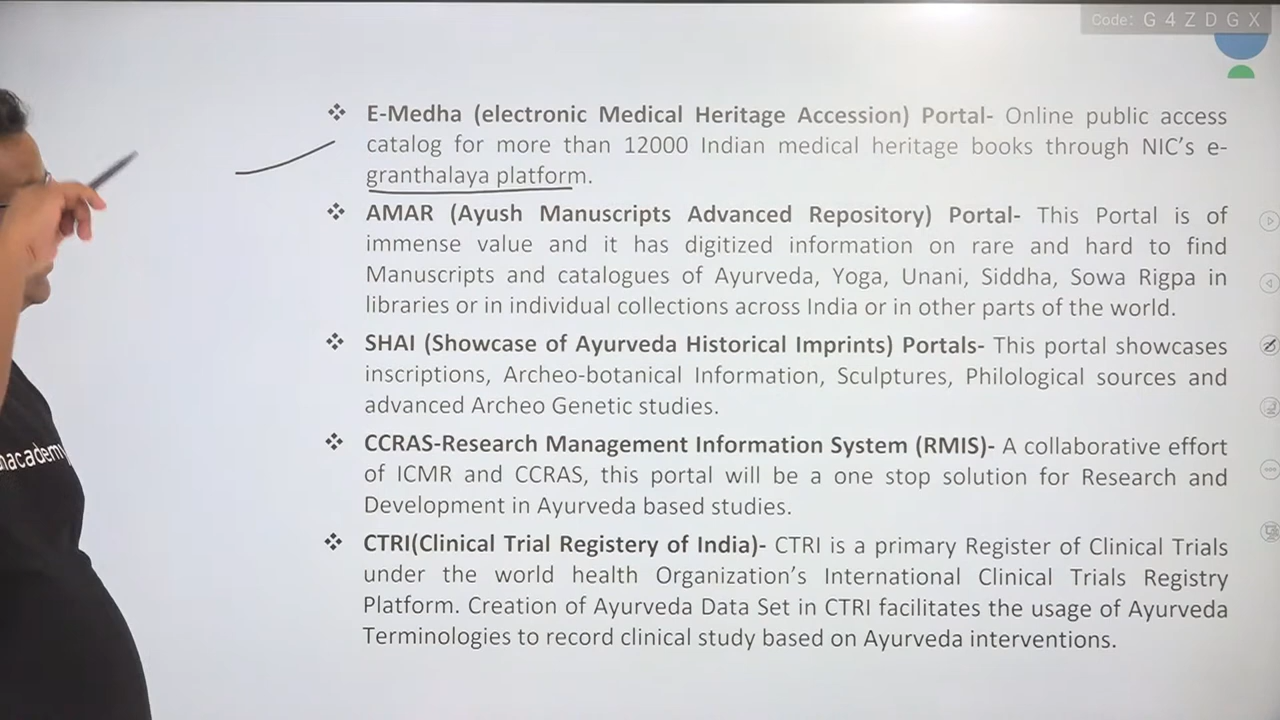 Code: G 4 Z D G X
❖ E-Medha (electronic Medical Heritage Accession) Portal- Online public access
catalog for more than 12000 Indian medical heritage books through NIC’s e-
granthalaya platform.
❖ AMAR (Ayush Manuscripts Advanced Repository) Portal- This Portal is of
immense value and it has digitized information on rare and hard to find
Manuscripts and catalogues of Ayurveda, Yoga, Unani, Siddha, Sowa Rigpa in
libraries or in individual collections across India or in other parts of the world.
❖ SHAI (Showcase of Ayurveda Historical Imprints) Portals- This portal showcases
inscriptions, Archeo-botanical Information, Sculptures, Philological sources and
advanced Archeo Genetic studies.
❖ CCRAS-Research Management Information System (RMIS)- A collaborative effort
of ICMR and CCRAS, this portal will be a one stop solution for Research and
Development in Ayurveda based studies.
❖ CTRI(Clinical Trial Registery of India)- CTRI is a primary Register of Clinical Trials
under the world health Organization’s International Clinical Trials Registry
Platform. Creation of Ayurveda Data Set in CTRI facilitates the usage of Ayurveda
Terminologies to record clinical study based on Ayurveda interventions.
nacademy